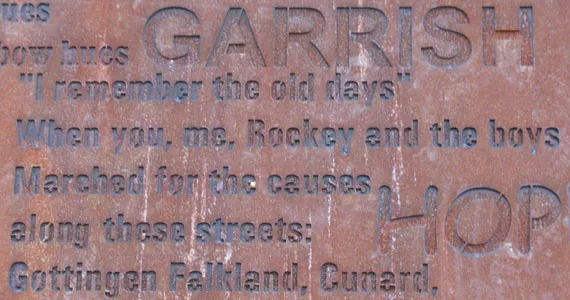 ues
bow hues
GARRISH
"I remember the old days"
When you, me, Rockey and the boys
Marched for the causes
HOP
along these streets:
Gottingen Falkland, Cunard,